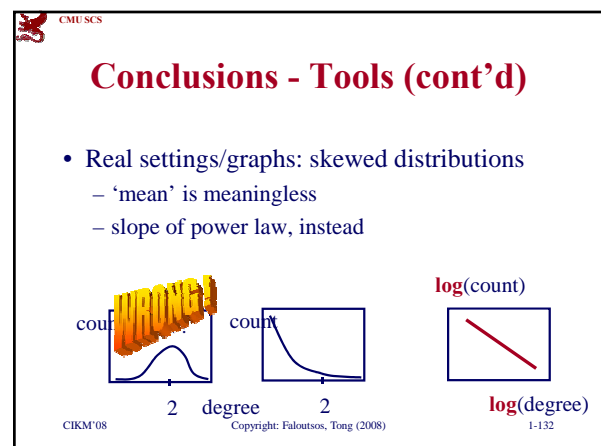 CMU SCS
Conclusions - Tools (cont’d)
• Real settings/graphs: skewed distributions
– ‘mean’ is meaningless
– slope of power law, instead
WRONG !
count
log(count)
2 degree
2
log(degree)
CIKM’08
Copyright: Faloutsos, Tong (2008)
1-132